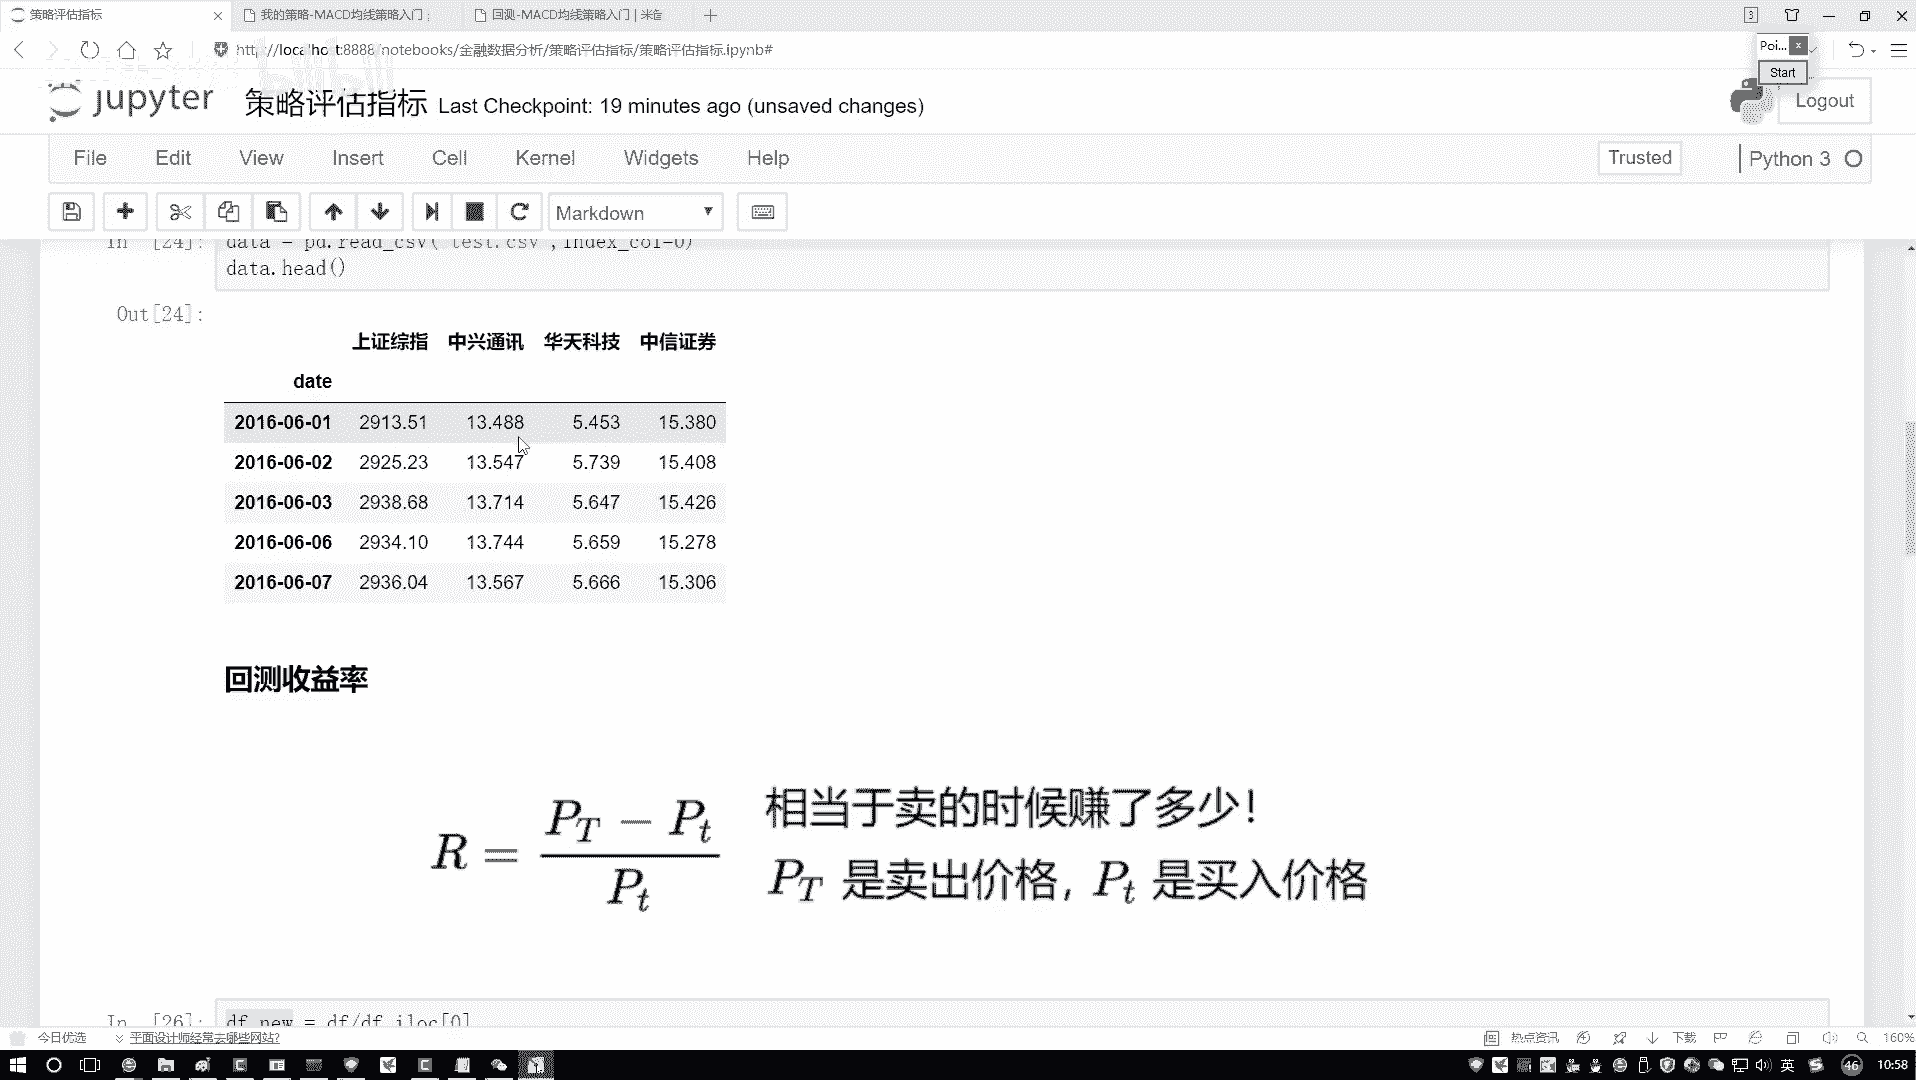 策略评估指标
我的策略-MACD均线策略入门
回测-MACD均线策略入门 | 米筐
3
http://localhost:8888/notebooks/金融数据分析/策略评估指标/策略评估指标.ipynb#
Poi... x
Start
jupyter 策略评估指标 Last Checkpoint: 19 minutes ago (unsaved changes)
Logout
File Edit View Insert Cell Kernel Widgets Help
Trusted
Python 3
Markdown
In [24]: data = pd.read_csv('test.csv',index_col=0)
data.head()
Out[24]:
上证综指 中兴通讯 华天科技 中信证券
date
2016-06-01 2913.51 13.488 5.453 15.380
2016-06-02 2925.23 13.547 5.739 15.408
2016-06-03 2938.68 13.714 5.647 15.426
2016-06-06 2934.10 13.744 5.659 15.278
2016-06-07 2936.04 13.567 5.666 15.306
回测收益率
R = (P_T − P_t) / P_t
相当于卖的时候赚了多少!
P_T 是卖出价格, P_t 是买入价格
In [26]: df_new = df/df.iloc[0]
今日优选 平面设计师经常去哪些网站?
热点资讯 下载 160%
英 46 10:58